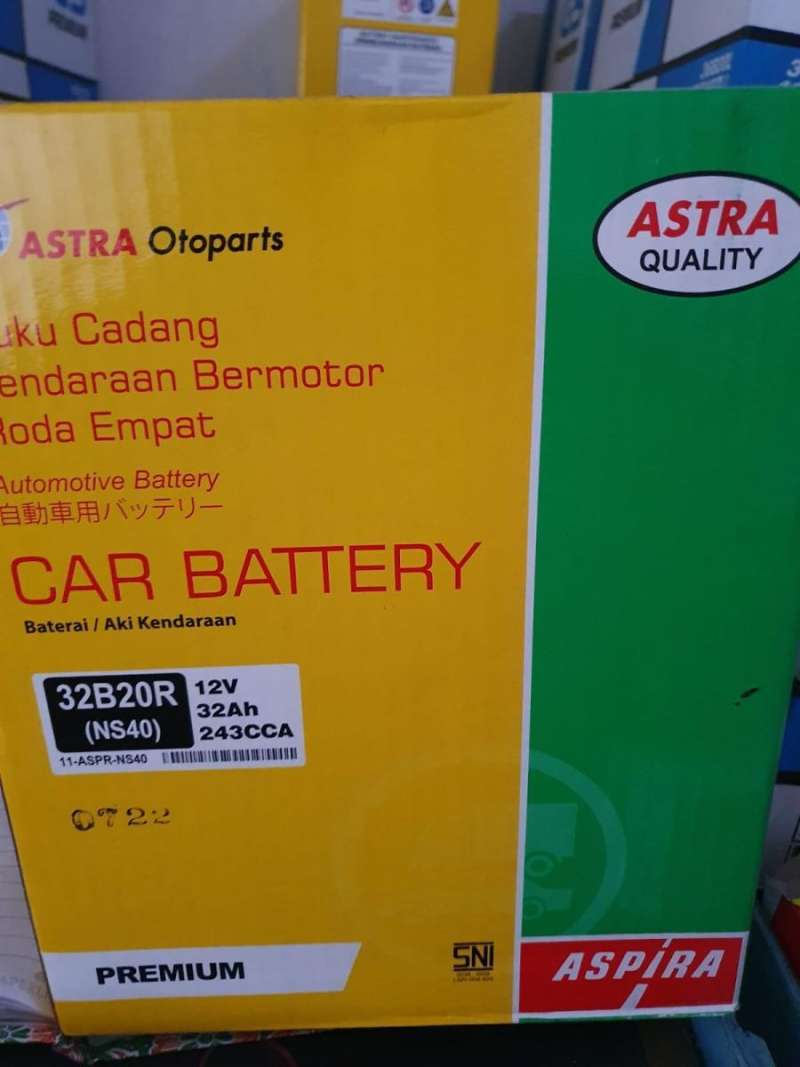 ASTRA Otoparts
ASTRA
QUALITY
uku Cadang
endaraan Bermotor
Roda Empat
Automotive Battery
自動車用バッテリー
CAR BATTERY
Baterai / Aki Kendaraan
32B20R
(NS40)
12V
32Ah
243CCA
11-ASPR-NS40
0722
PREMIUM
SNI
ASPIRA